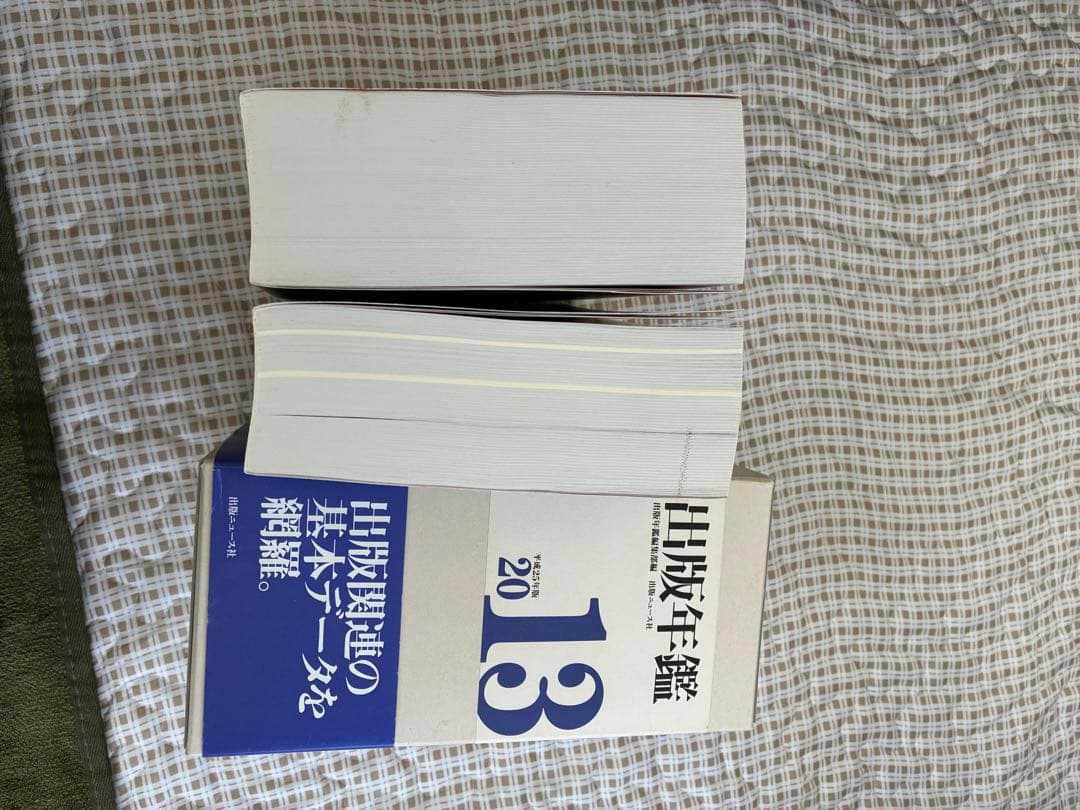 出版年鑑
出版年鑑編集部編　出版ニュース社
平成25年版
2013
出版関連の
基本データを
網羅。
出版ニュース社